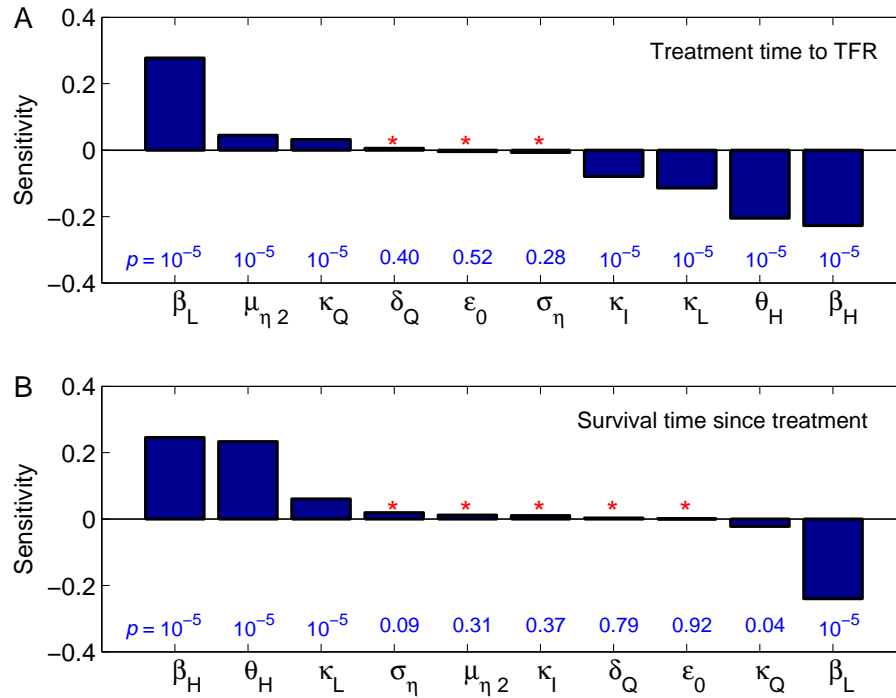 A
0.4
Treatment time to TFR
0.2
Sensitivity
* * *
0
−0.2
p = 10⁻⁵ 10⁻⁵ 10⁻⁵ 0.40 0.52 0.28 10⁻⁵ 10⁻⁵ 10⁻⁵ 10⁻⁵
−0.4
β_L μ_η 2 κ_Q δ_Q ε_0 σ_η κ_I κ_L θ_H β_H
B
0.4
Survival time since treatment
0.2
Sensitivity
* * * * *
0
−0.2
p = 10⁻⁵ 10⁻⁵ 10⁻⁵ 0.09 0.31 0.37 0.79 0.92 0.04 10⁻⁵
−0.4
β_H θ_H κ_L σ_η μ_η 2 κ_I δ_Q ε_0 κ_Q β_L